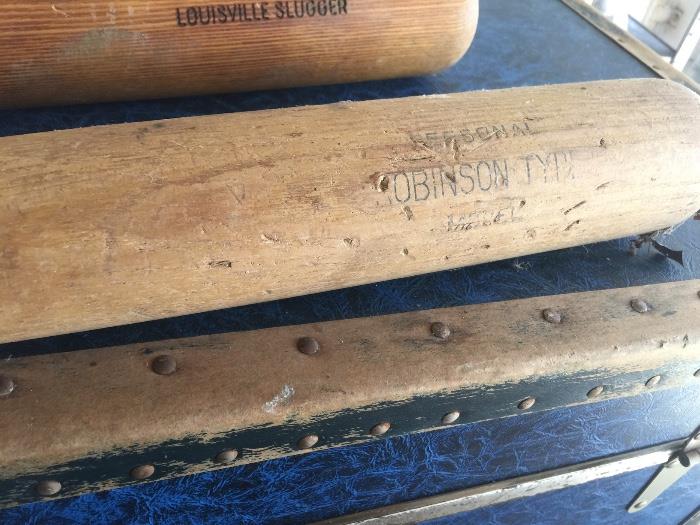 LOUISVILLE SLUGGER
PERSONAL
ROBINSON TYPE
MODEL